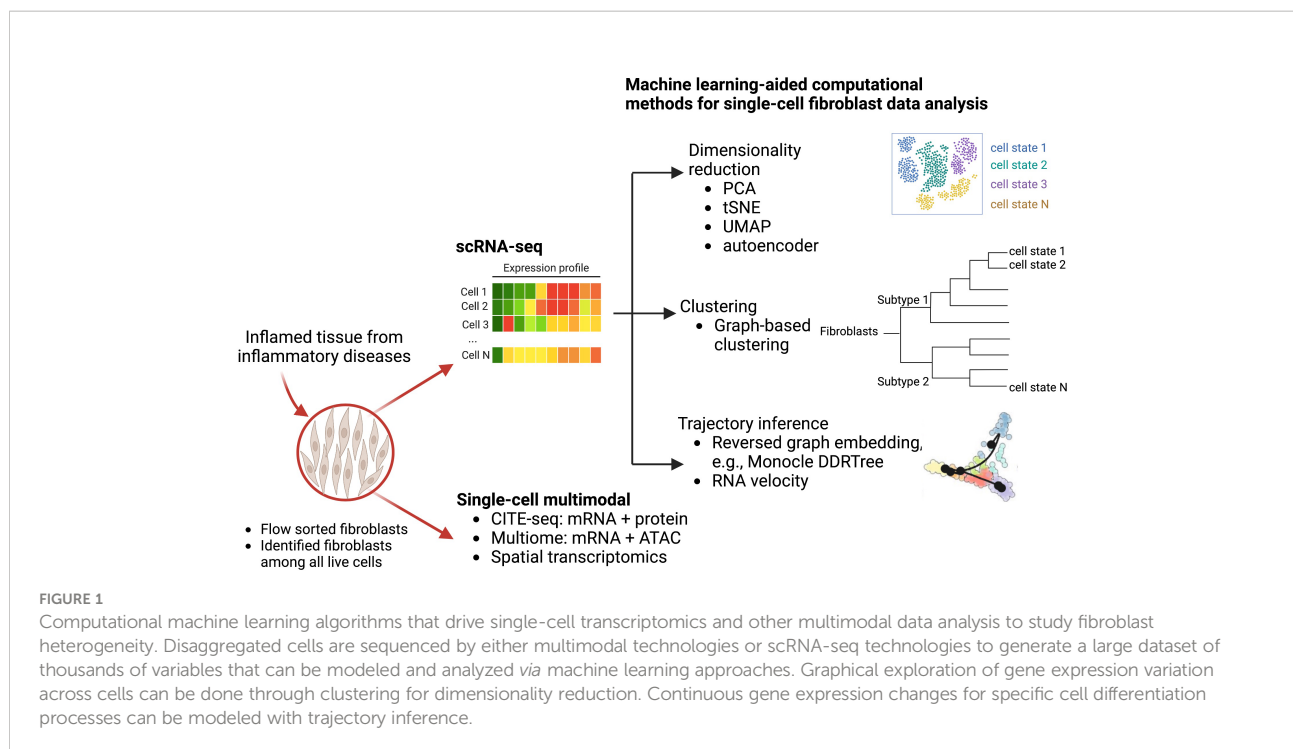 Machine learning-aided computational
methods for single-cell fibroblast data analysis
Dimensionality
reduction
• PCA
• tSNE
• UMAP
• autoencoder
cell state 1
cell state 2
cell state 3
cell state N
scRNA-seq
Expression profile
Cell 1
Cell 2
Cell 3
...
Cell N
Clustering
• Graph-based
clustering
Fibroblasts
Subtype 1
Subtype 2
cell state 1
cell state 2
cell state N
Inflamed tissue from
inflammatory diseases
• Flow sorted fibroblasts
• Identified fibroblasts
among all live cells
Trajectory inference
• Reversed graph embedding,
e.g., Monocle DDRTree
• RNA velocity
Single-cell multimodal
• CITE-seq: mRNA + protein
• Multiome: mRNA + ATAC
• Spatial transcriptomics
FIGURE 1
Computational machine learning algorithms that drive single-cell transcriptomics and other multimodal data analysis to study fibroblast
heterogeneity. Disaggregated cells are sequenced by either multimodal technologies or scRNA-seq technologies to generate a large dataset of
thousands of variables that can be modeled and analyzed via machine learning approaches. Graphical exploration of gene expression variation
across cells can be done through clustering for dimensionality reduction. Continuous gene expression changes for specific cell differentiation
processes can be modeled with trajectory inference.